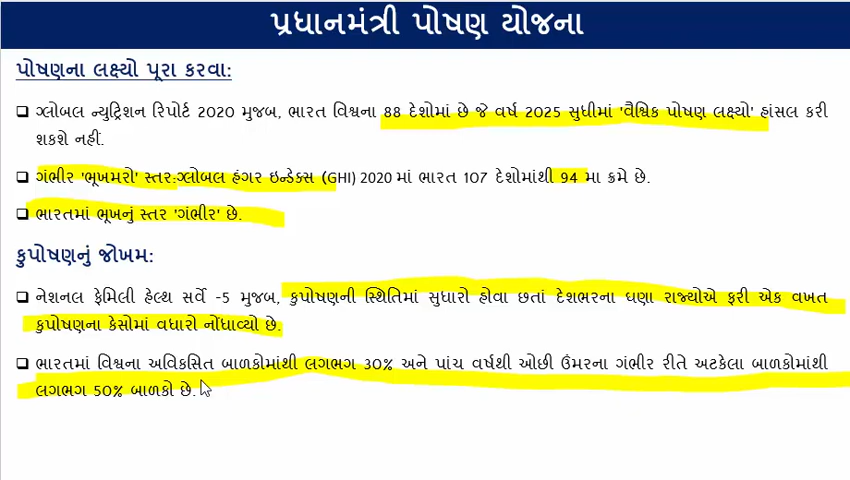 પ્રધાનમંત્રી પોષણ યોજના
પોષણના લક્ષ્યો પૂરા કરવા:
❑ ગ્લોબલ ન્યુટ્રિશન રિપોર્ટ 2020 મુજબ, ભારત વિશ્વના 88 દેશોમાં છે જે વર્ષ 2025 સુધીમાં 'વૈશ્વિક પોષણ લક્ષ્યો' હાંસલ કરી
શકશે નહીં.
❑ ગંભીર 'ભૂખમરો' સ્તર:ગ્લોબલ હંગર ઇન્ડેક્સ (GHI) 2020 માં ભારત 107 દેશોમાંથી 94 મા ક્રમે છે.
❑ ભારતમાં ભૂખનું સ્તર 'ગંભીર' છે.
કુપોષણનું જોખમ:
❑ નેશનલ ફેમિલી હેલ્થ સર્વે -5 મુજબ, કુપોષણની સ્થિતિમાં સુધારો હોવા છતાં દેશભરના ઘણા રાજ્યોએ ફરી એક વખત
કુપોષણના કેસોમાં વધારો નોંધાવ્યો છે.
❑ ભારતમાં વિશ્વના અવિકસિત બાળકોમાંથી લગભગ 30% અને પાંચ વર્ષથી ઓછી ઉંમરના ગંભીર રીતે અટકેલા બાળકોમાંથી
લગભગ 50% બાળકો છે.